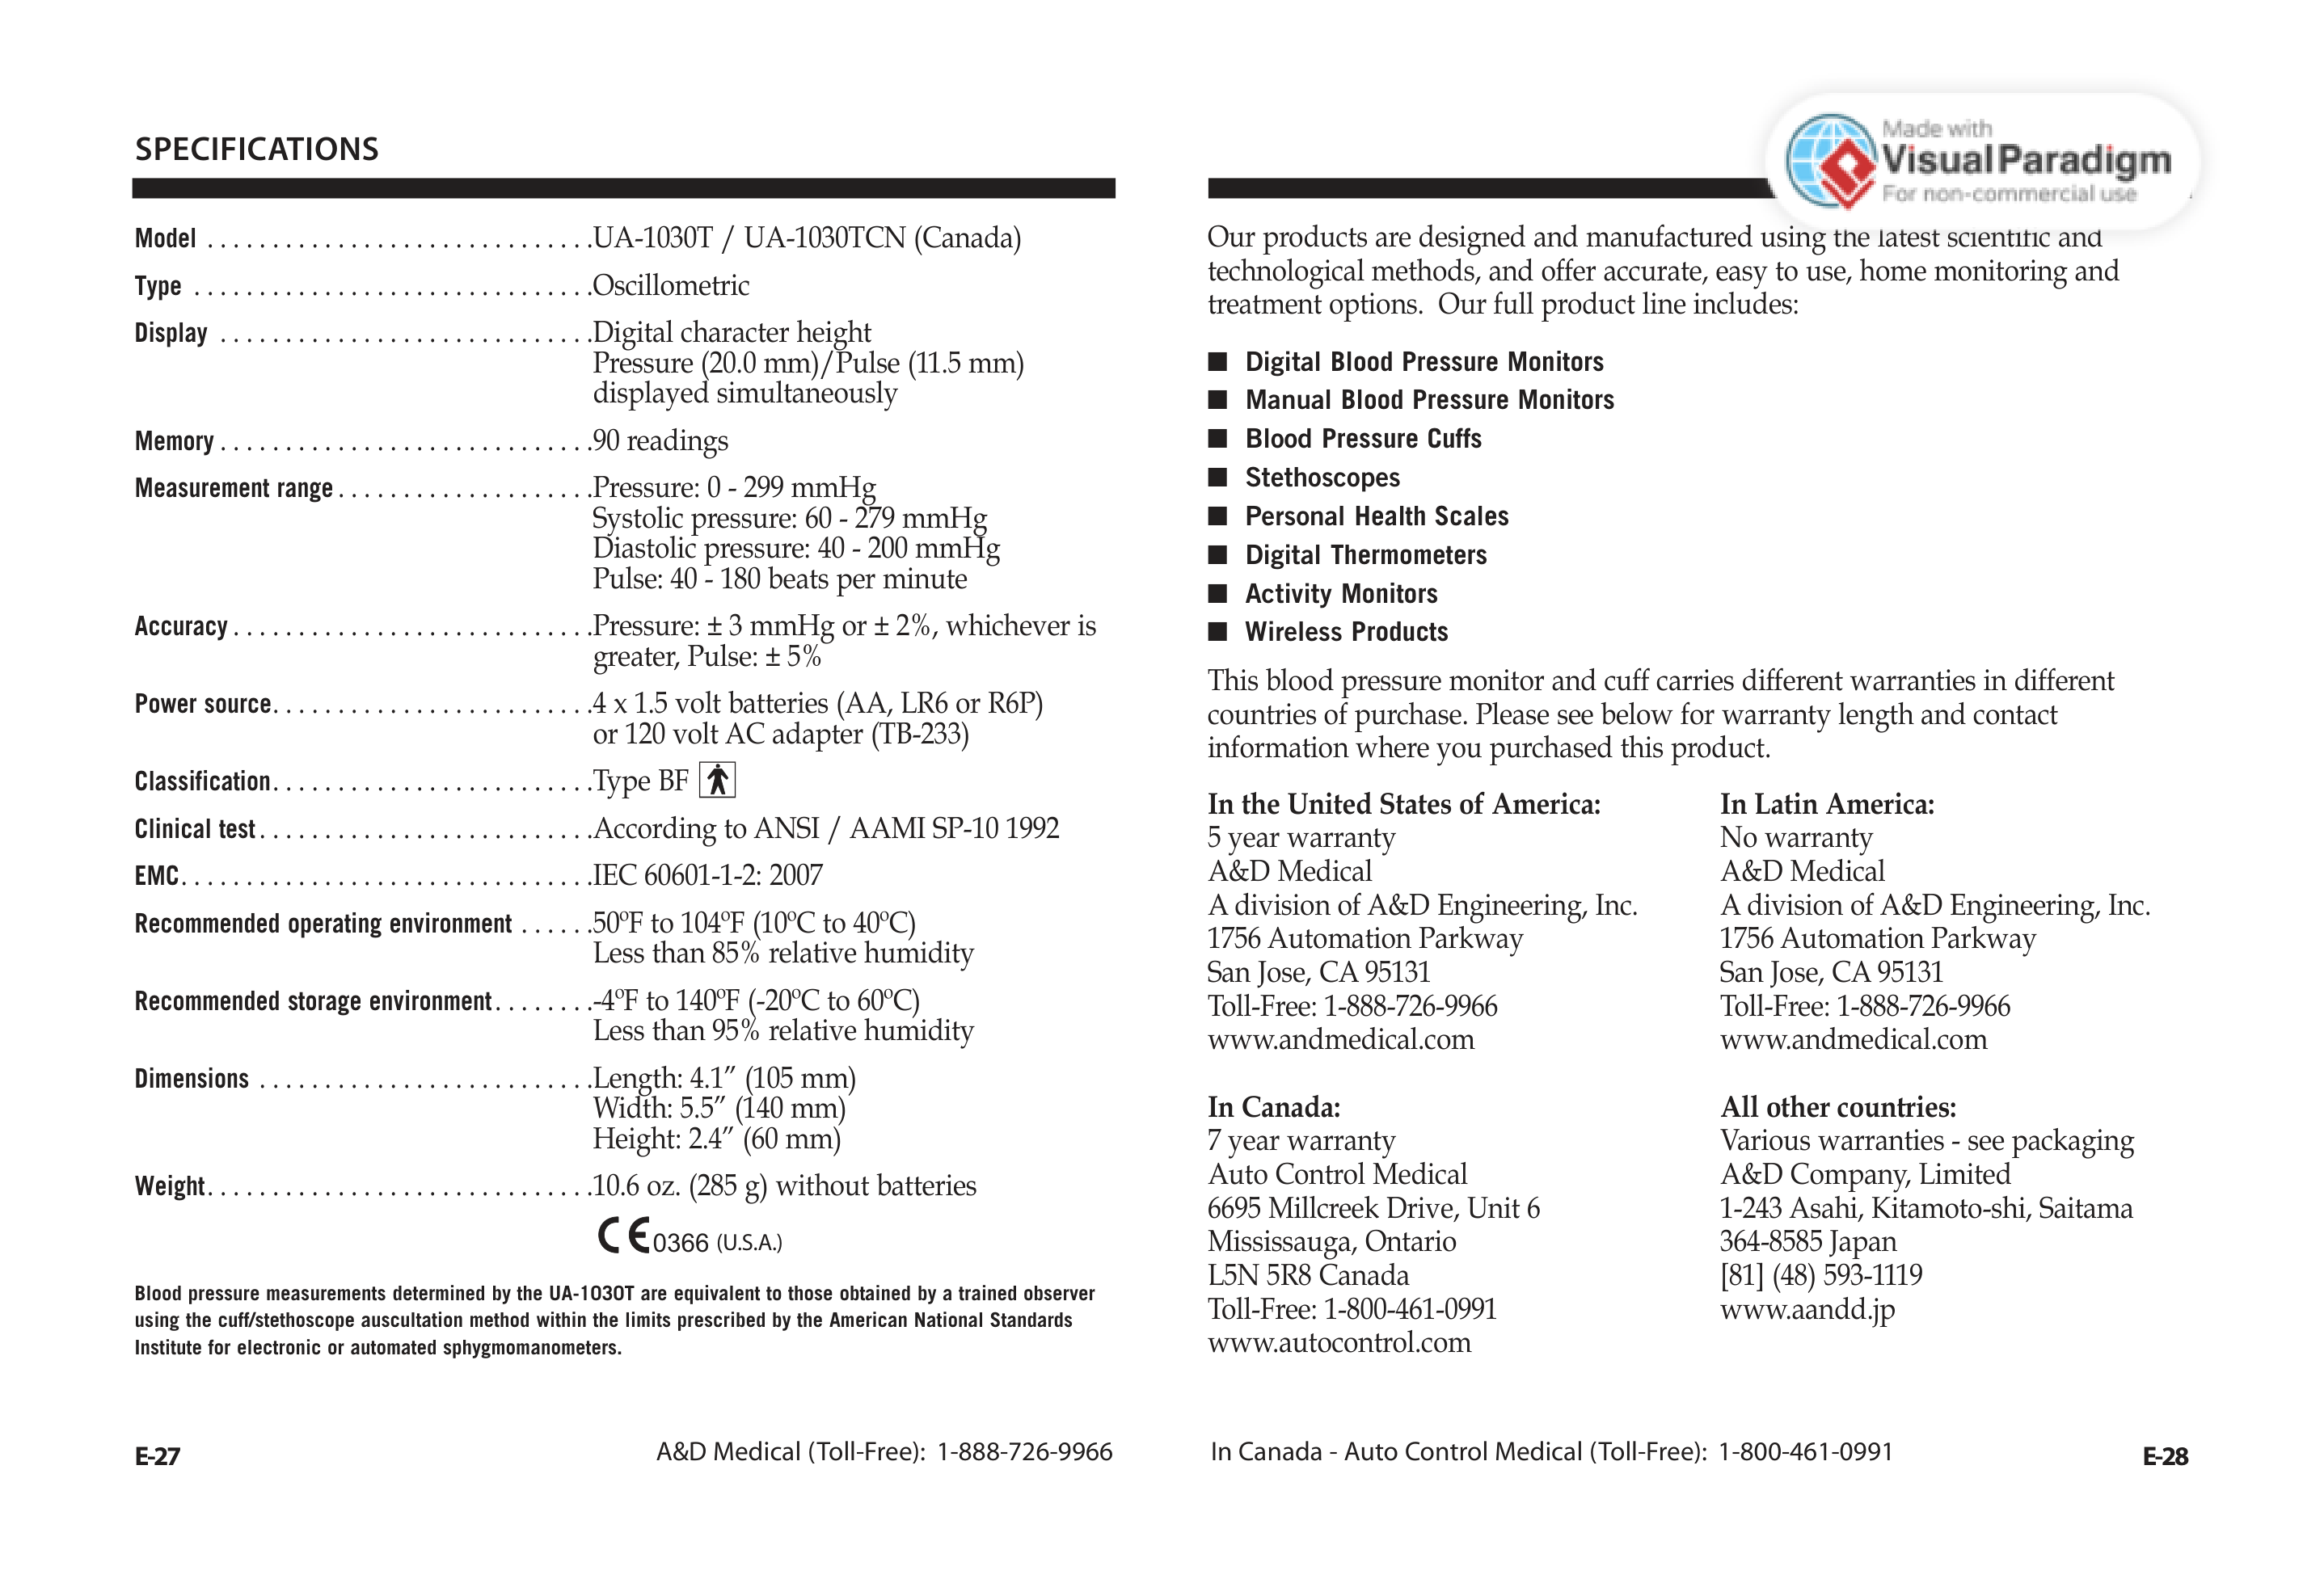 SPECIFICATIONS
Model . . . . . . . . . . . . . . . . . . . . . . . . . . . . . .UA-1030T / UA-1030TCN (Canada)
Type . . . . . . . . . . . . . . . . . . . . . . . . . . . . . . .Oscillometric
Display . . . . . . . . . . . . . . . . . . . . . . . . . . . . .Digital character height
Pressure (20.0 mm)/Pulse (11.5 mm)
displayed simultaneously
Memory . . . . . . . . . . . . . . . . . . . . . . . . . . . . .90 readings
Measurement range . . . . . . . . . . . . . . . . . . . .Pressure: 0 - 299 mmHg
Systolic pressure: 60 - 279 mmHg
Diastolic pressure: 40 - 200 mmHg
Pulse: 40 - 180 beats per minute
Accuracy . . . . . . . . . . . . . . . . . . . . . . . . . . . .Pressure: ± 3 mmHg or ± 2%, whichever is
greater, Pulse: ± 5%
Power source. . . . . . . . . . . . . . . . . . . . . . . . .4 x 1.5 volt batteries (AA, LR6 or R6P)
or 120 volt AC adapter (TB-233)
Classification. . . . . . . . . . . . . . . . . . . . . . . . .Type BF
Clinical test . . . . . . . . . . . . . . . . . . . . . . . . . .According to ANSI / AAMI SP-10 1992
EMC. . . . . . . . . . . . . . . . . . . . . . . . . . . . . . . .IEC 60601-1-2: 2007
Recommended operating environment . . . . . .50ºF to 104ºF (10ºC to 40ºC)
Less than 85% relative humidity
Recommended storage environment. . . . . . . .-4ºF to 140ºF (-20ºC to 60ºC)
Less than 95% relative humidity
Dimensions . . . . . . . . . . . . . . . . . . . . . . . . . .Length: 4.1” (105 mm)
Width: 5.5” (140 mm)
Height: 2.4” (60 mm)
Weight. . . . . . . . . . . . . . . . . . . . . . . . . . . . . .10.6 oz. (285 g) without batteries
CE 0366 (U.S.A.)
Blood pressure measurements determined by the UA-1030T are equivalent to those obtained by a trained observer
using the cuff/stethoscope auscultation method within the limits prescribed by the American National Standards
Institute for electronic or automated sphygmomanometers.
E-27
A&D Medical (Toll-Free): 1-888-726-9966
Made with
Visual Paradigm
For non-commercial use
Our products are designed and manufactured using the latest scientific and
technological methods, and offer accurate, easy to use, home monitoring and
treatment options. Our full product line includes:
■ Digital Blood Pressure Monitors
■ Manual Blood Pressure Monitors
■ Blood Pressure Cuffs
■ Stethoscopes
■ Personal Health Scales
■ Digital Thermometers
■ Activity Monitors
■ Wireless Products
This blood pressure monitor and cuff carries different warranties in different
countries of purchase. Please see below for warranty length and contact
information where you purchased this product.
In the United States of America:
5 year warranty
A&D Medical
A division of A&D Engineering, Inc.
1756 Automation Parkway
San Jose, CA 95131
Toll-Free: 1-888-726-9966
www.andmedical.com
In Latin America:
No warranty
A&D Medical
A division of A&D Engineering, Inc.
1756 Automation Parkway
San Jose, CA 95131
Toll-Free: 1-888-726-9966
www.andmedical.com
In Canada:
7 year warranty
Auto Control Medical
6695 Millcreek Drive, Unit 6
Mississauga, Ontario
L5N 5R8 Canada
Toll-Free: 1-800-461-0991
www.autocontrol.com
All other countries:
Various warranties - see packaging
A&D Company, Limited
1-243 Asahi, Kitamoto-shi, Saitama
364-8585 Japan
[81] (48) 593-1119
www.aandd.jp
In Canada - Auto Control Medical (Toll-Free): 1-800-461-0991
E-28